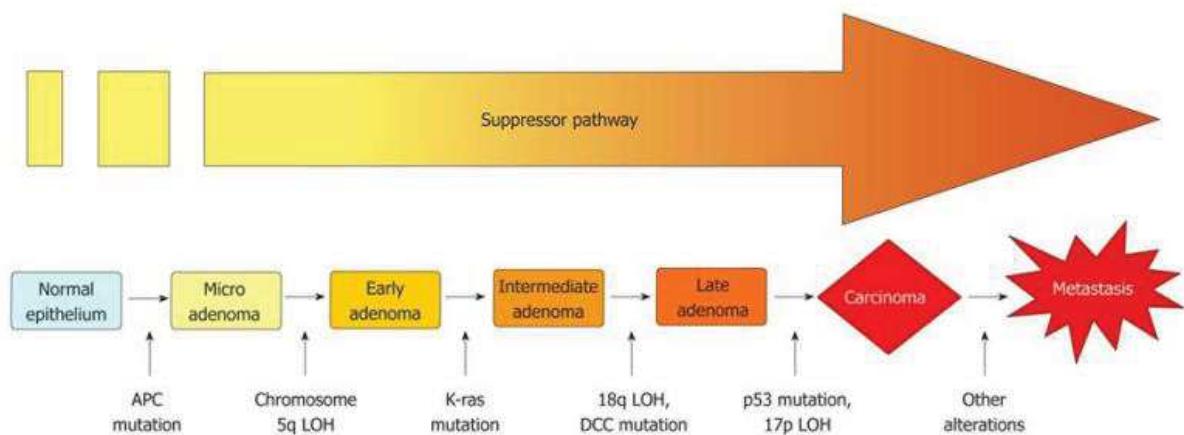 Suppressor pathway
Normal
epithelium
Micro
adenoma
Early
adenoma
Intermediate
adenoma
Late
adenoma
Carcinoma
Metastasis
APC
mutation
Chromosome
5q LOH
K-ras
mutation
18q LOH,
DCC mutation
p53 mutation,
17p LOH
Other
alterations